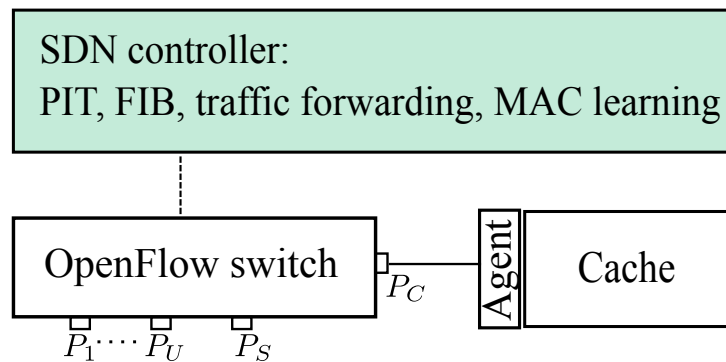 SDN controller:
PIT, FIB, traffic forwarding, MAC learning
OpenFlow switch
P_C
Agent
Cache
P_1 ····· P_U P_S